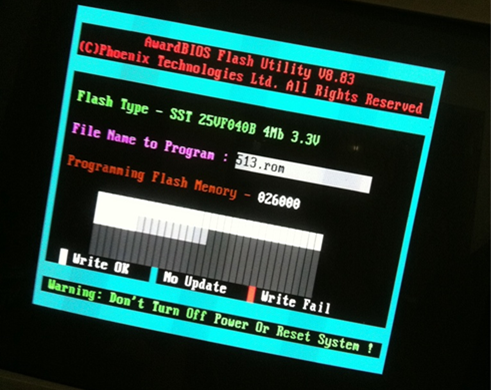 AwardBIOS Flash Utility V8.83
(C)Phoenix Technologies Ltd. All Rights Reserved
Flash Type - SST 25VF040B 4Mb 3.3V
File Name to Program : 513.rom
Programming Flash Memory - 026000
Write OK No Update Write Fail
Warning: Don't Turn Off Power Or Reset System !